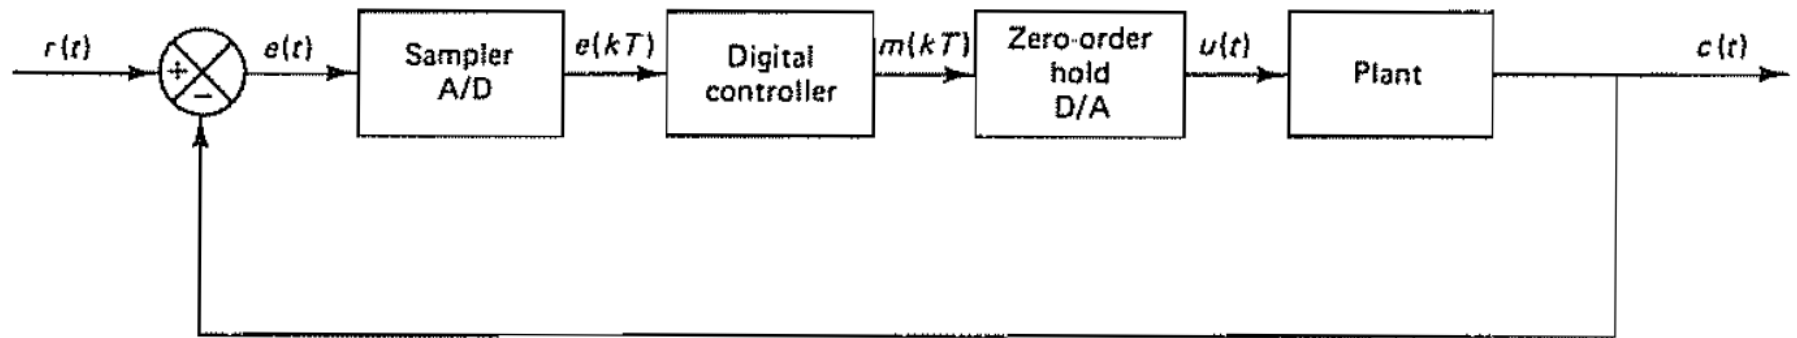 r(t)
+
−
e(t)
Sampler
A/D
e(kT)
Digital
controller
m(kT)
Zero-order
hold
D/A
u(t)
Plant
c(t)